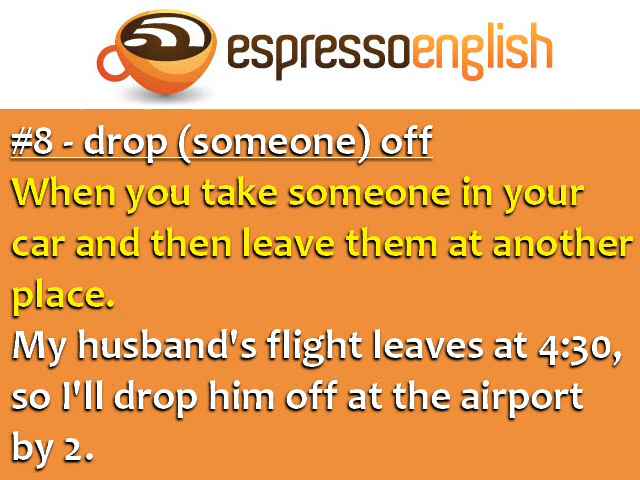 espressoenglish
#8 - drop (someone) off
When you take someone in your
car and then leave them at another
place.
My husband's flight leaves at 4:30,
so I'll drop him off at the airport
by 2.